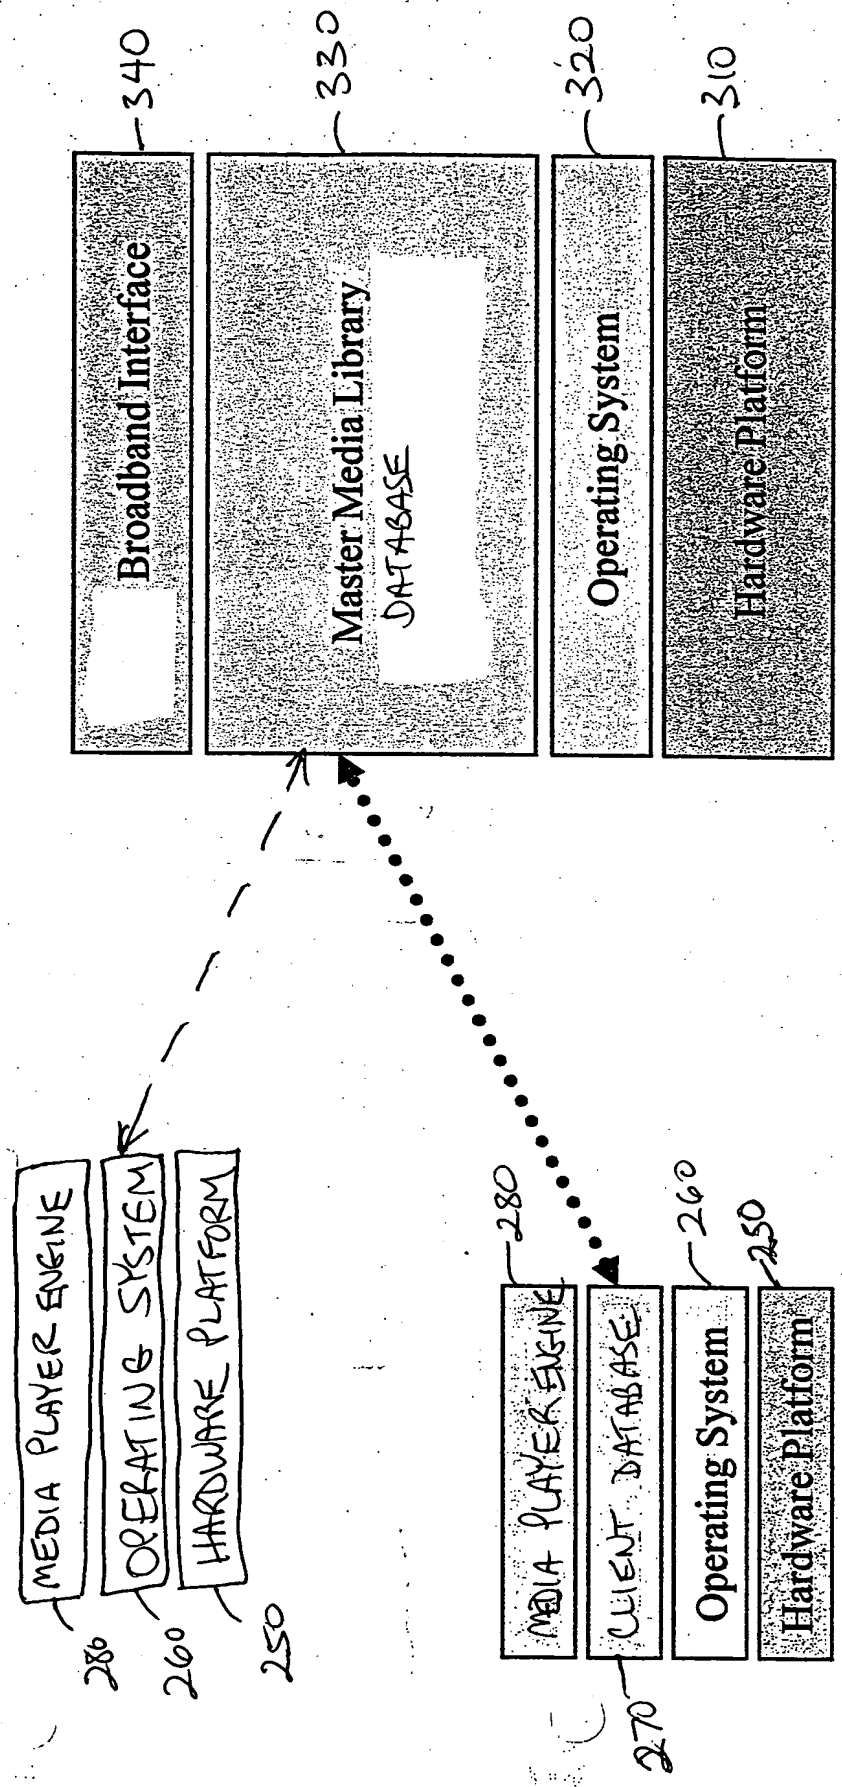 MEDIA PLAYER ENGINE
280
OPERATING SYSTEM
260
HARDWARE PLATFORM
250
MEDIA PLAYER ENGINE
280
CLIENT DATABASE
270
Operating System
260
Hardware Platform
250
Broadband Interface
340
Master Media Library
DATABASE
330
Operating System
320
Hardware Platform
310